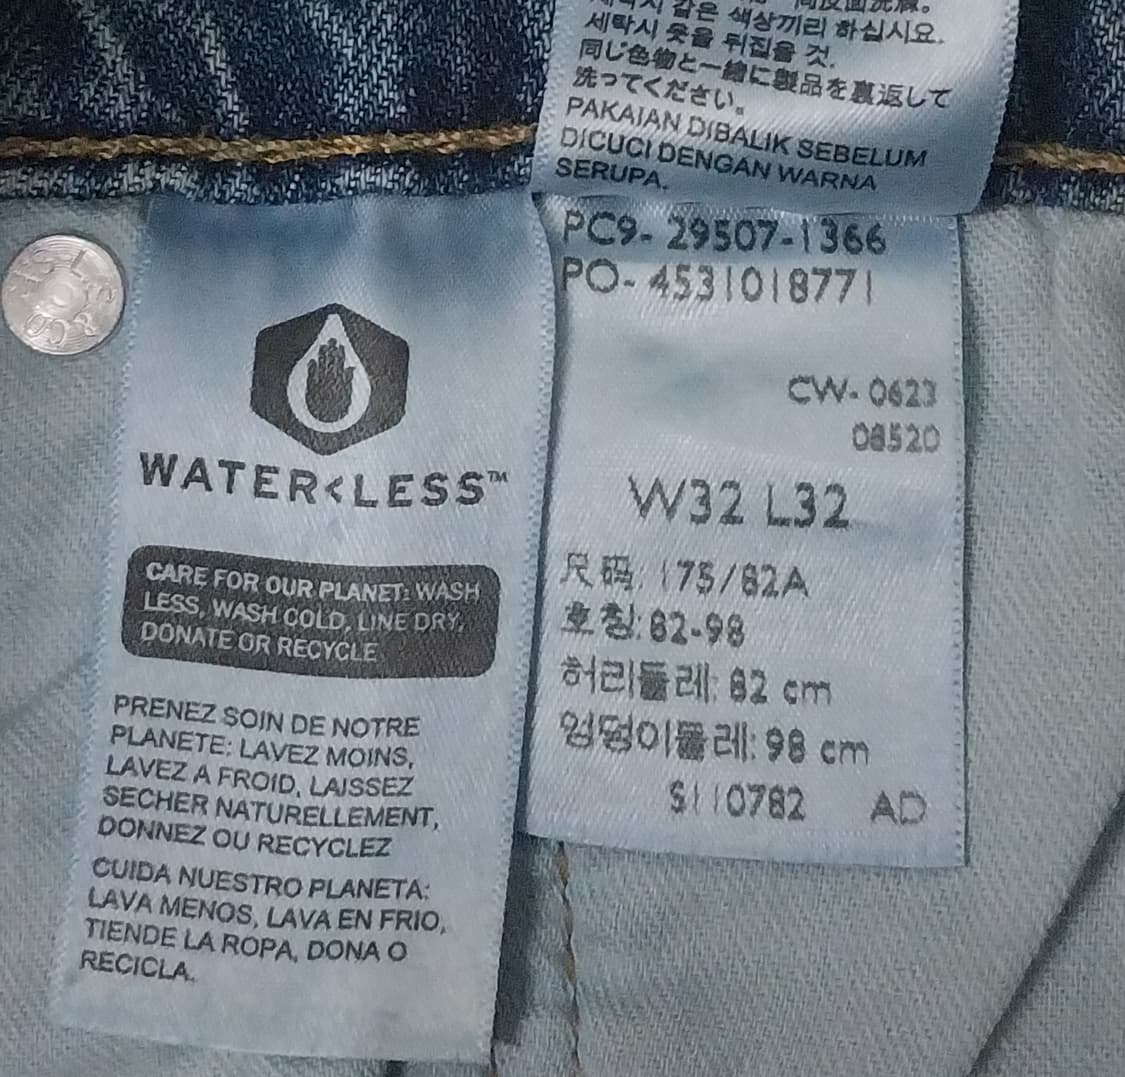 세탁시 같은 색상끼리 하십시요.
세탁시 옷을 뒤집을 것.
同じ色物と一緒に製品を裏返して
洗ってください。
PAKAIAN DIBALIK SEBELUM
DICUCI DENGAN WARNA
SERUPA.
PC9- 29507-1366
PO- 4531018771
CW- 0623
08520
W32 L32
尺码: 175/82A
호칭: 82-98
허리둘레: 82 cm
엉덩이둘레: 98 cm
S110782 AD
WATER<LESS™
CARE FOR OUR PLANET: WASH
LESS, WASH COLD, LINE DRY,
DONATE OR RECYCLE
PRENEZ SOIN DE NOTRE
PLANETE: LAVEZ MOINS,
LAVEZ A FROID, LAISSEZ
SECHER NATURELLEMENT,
DONNEZ OU RECYCLEZ
CUIDA NUESTRO PLANETA:
LAVA MENOS, LAVA EN FRIO,
TIENDE LA ROPA, DONA O
RECICLA.